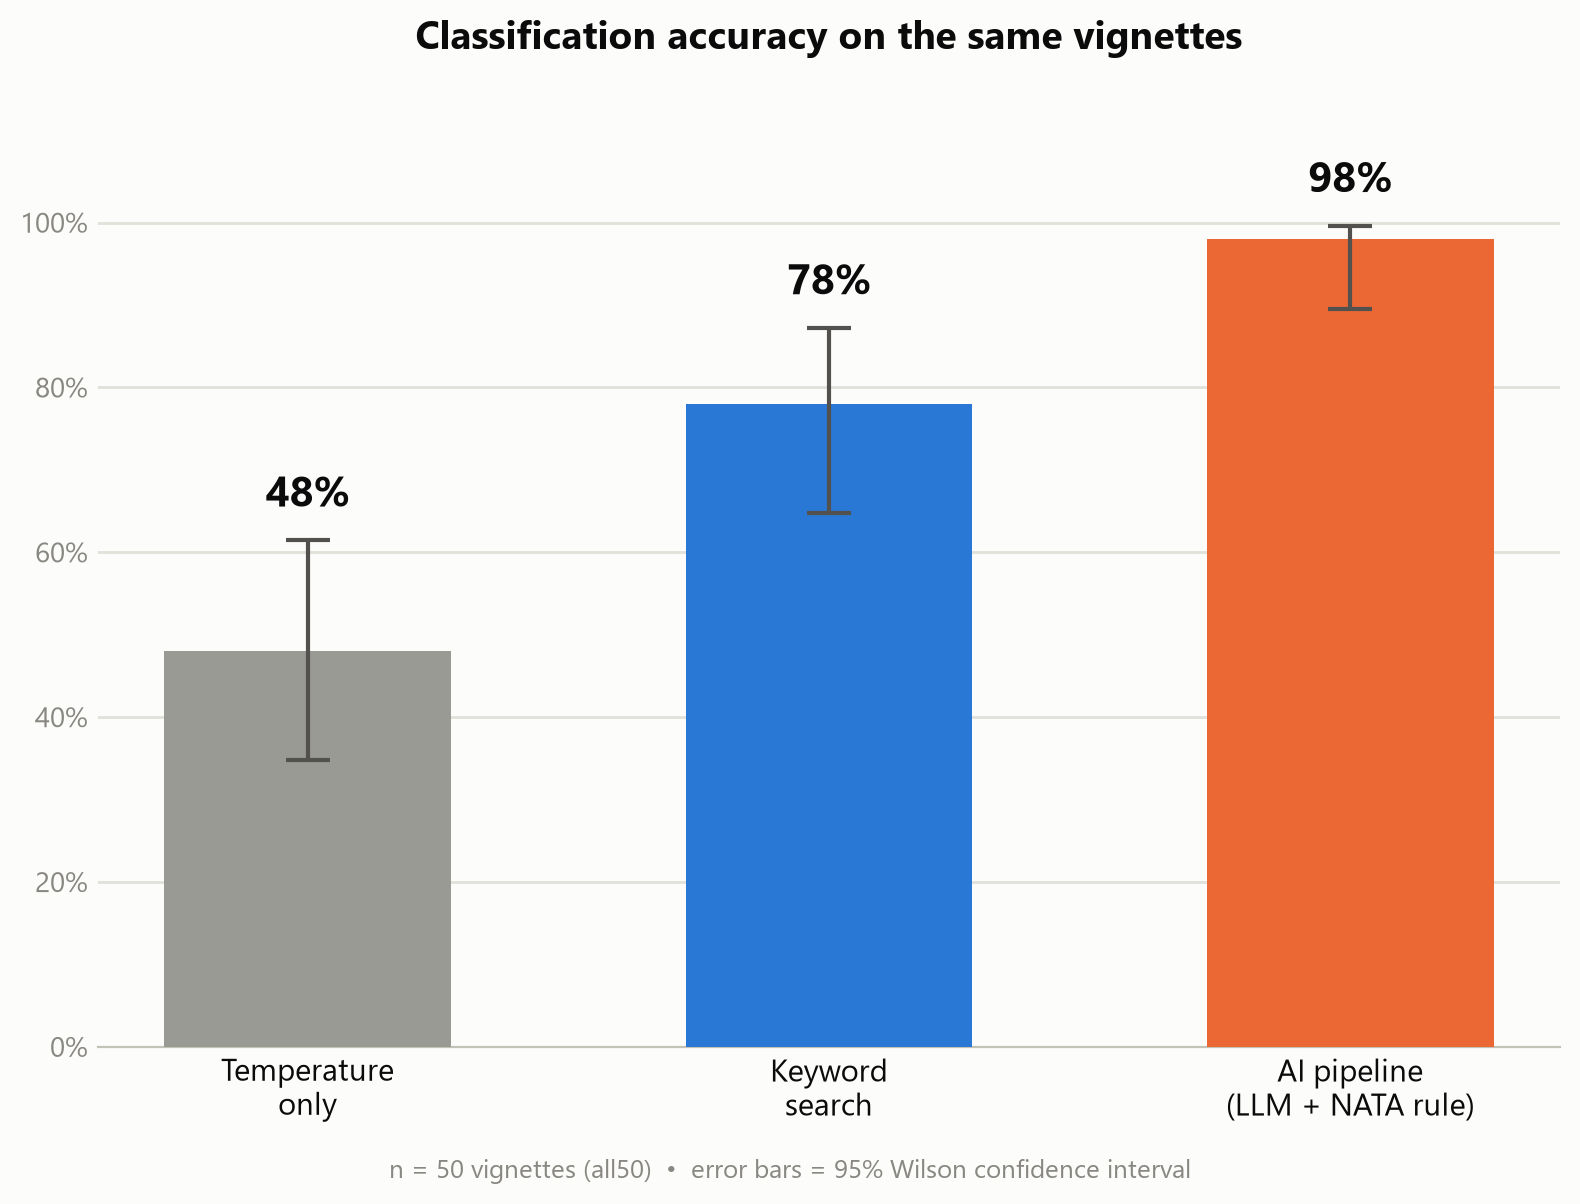 Classification accuracy on the same vignettes
98%
100%
78%
80%
48%
60%
40%
20%
0%
Temperature
only
Keyword
search
AI pipeline
(LLM + NATA rule)
n = 50 vignettes (all50) • error bars = 95% Wilson confidence interval